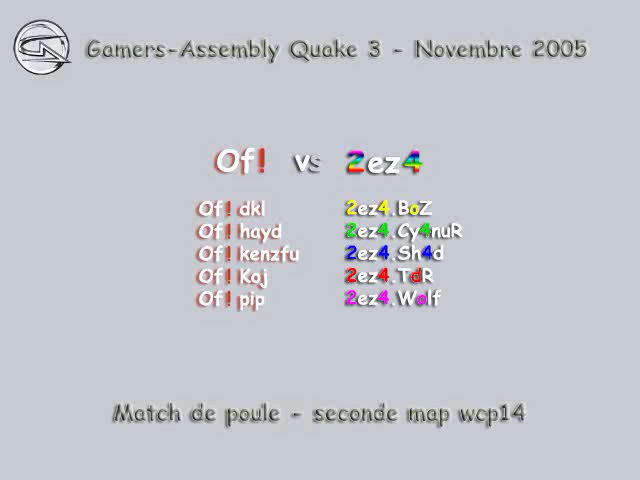 Gamers-Assembly Quake 3 - Novembre 2005
Of! vs 2ez4
Of! dkl 2ez4.BoZ
Of! hayd 2ez4.Cy4nuR
Of! kenzfu 2ez4.Sh4d
Of! Koj 2ez4.TdR
Of! pip 2ez4.Wolf
Match de poule - seconde map wcp14